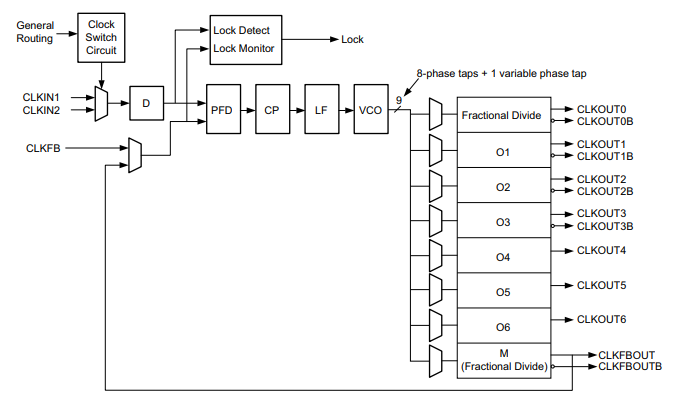 General
Routing
Clock
Switch
Circuit
Lock Detect
Lock Monitor
Lock
8-phase taps + 1 variable phase tap
CLKIN1
CLKIN2
D
PFD
CP
LF
VCO
9
CLKFB
Fractional Divide
CLKOUT0
CLKOUT0B
O1
CLKOUT1
CLKOUT1B
O2
CLKOUT2
CLKOUT2B
O3
CLKOUT3
CLKOUT3B
O4
CLKOUT4
O5
CLKOUT5
O6
CLKOUT6
M
(Fractional Divide)
CLKFBOUT
CLKFBOUTB